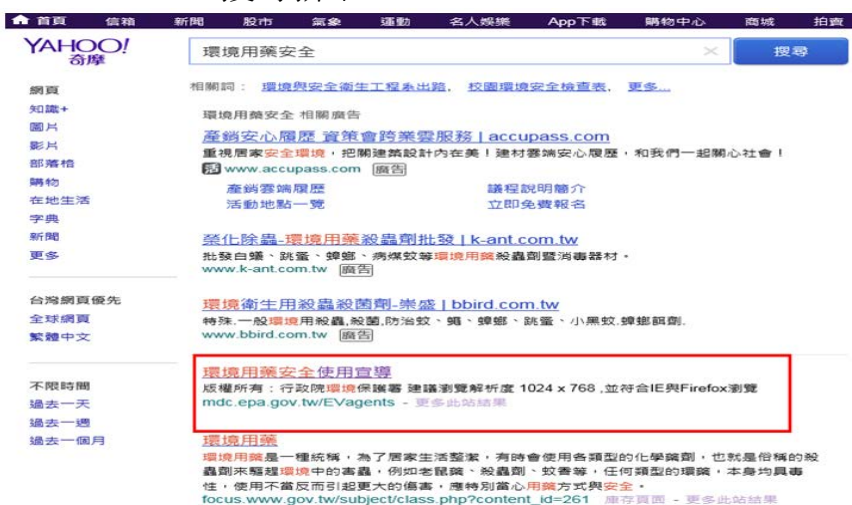 首頁 信箱 新聞 股市 氣象 運動 名人娛樂 App下載 購物中心 商城 拍賣
YAHOO!
奇摩
環境用藥安全
搜尋
網頁
知識+
圖片
影片
部落格
購物
在地生活
字典
新聞
更多
台灣網頁優先
全球網頁
繁體中文
不限時間
過去一天
過去一週
過去一個月
相關詞： 環境與安全衛生工程系出路, 校園環境安全檢查表, 更多...
環境用藥安全 相關廣告
產銷安心履歷 資策會跨業雲服務 | accupass.com
重視居家安全環境，把關建築設計內在美！建材雲端安心履歷，和我們一起關心社會！
活 www.accupass.com 廣告
產銷雲端履歷 議程說明簡介
活動地點一覽 立即免費報名
榮化除蟲-環境用藥殺蟲劑批發 | k-ant.com.tw
批發白蟻、跳蚤、蟑螂、病媒蚊等環境用藥殺蟲劑暨消毒器材。
www.k-ant.com.tw 廣告
環境衛生用殺蟲殺菌劑-崇盛 | bbird.com.tw
特殊.一般環境用殺蟲,殺菌,防治蚊、蠅、蟑螂、跳蚤、小黑蚊.蟑螂餌劑.
www.bbird.com.tw 廣告
環境用藥安全使用宣導
版權所有：行政院環境保護署 建議瀏覽解析度 1024 x 768 ,並符合IE與Firefox瀏覽
mdc.epa.gov.tw/EVagents - 更多此站結果
環境用藥
環境用藥是一種統稱，為了居家生活整潔，有時會使用各類型的化學藥劑，也就是俗稱的殺
蟲劑來驅趕環境中的害蟲，例如老鼠藥、殺蟲劑、蚊香等，任何類型的環藥，本身均具毒
性，使用不當反而引起更大的傷害，應特別當心用藥方式與安全。
focus.www.gov.tw/subject/class.php?content_id=261 庫存頁面 - 更多此站結果